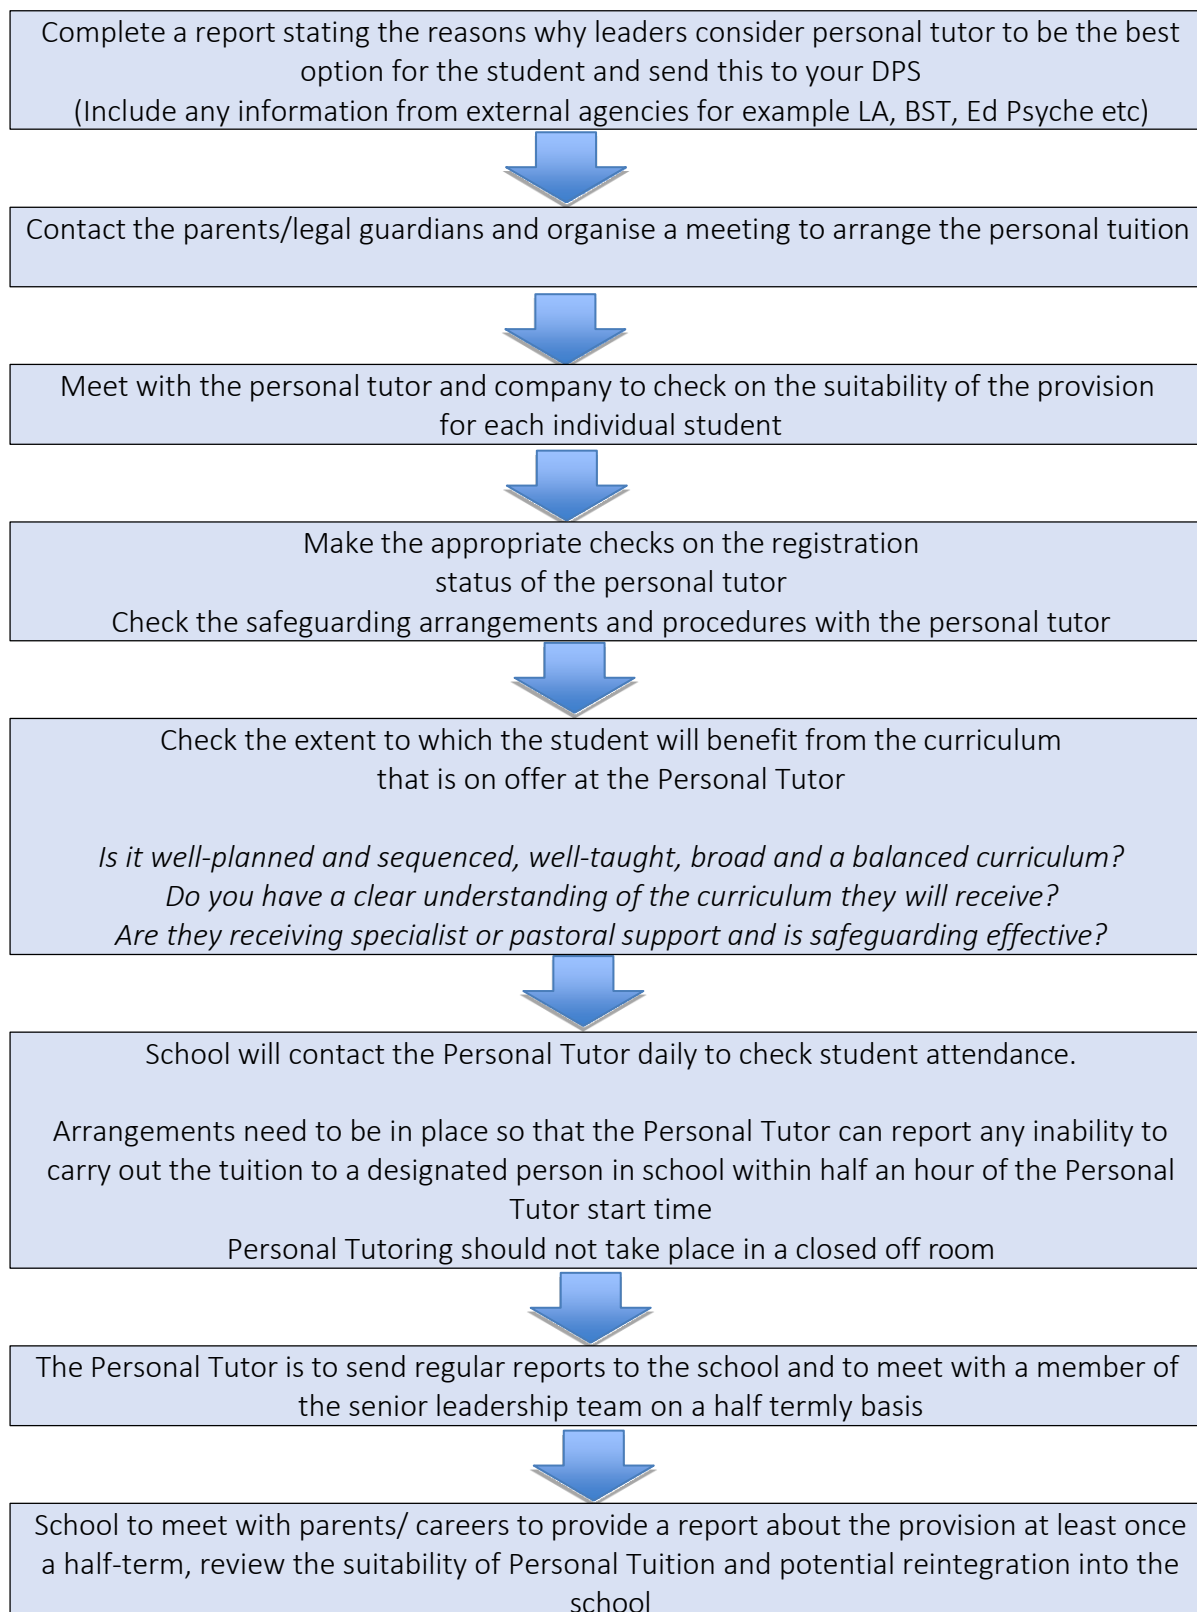 Complete a report stating the reasons why leaders consider personal tutor to be the best
option for the student and send this to your DPS
(Include any information from external agencies for example LA, BST, Ed Psyche etc)
Contact the parents/legal guardians and organise a meeting to arrange the personal tuition
Meet with the personal tutor and company to check on the suitability of the provision
for each individual student
Make the appropriate checks on the registration
status of the personal tutor
Check the safeguarding arrangements and procedures with the personal tutor
Check the extent to which the student will benefit from the curriculum
that is on offer at the Personal Tutor
Is it well-planned and sequenced, well-taught, broad and a balanced curriculum?
Do you have a clear understanding of the curriculum they will receive?
Are they receiving specialist or pastoral support and is safeguarding effective?
School will contact the Personal Tutor daily to check student attendance.
Arrangements need to be in place so that the Personal Tutor can report any inability to
carry out the tuition to a designated person in school within half an hour of the Personal
Tutor start time
Personal Tutoring should not take place in a closed off room
The Personal Tutor is to send regular reports to the school and to meet with a member of
the senior leadership team on a half termly basis
School to meet with parents/ careers to provide a report about the provision at least once
a half-term, review the suitability of Personal Tuition and potential reintegration into the
school